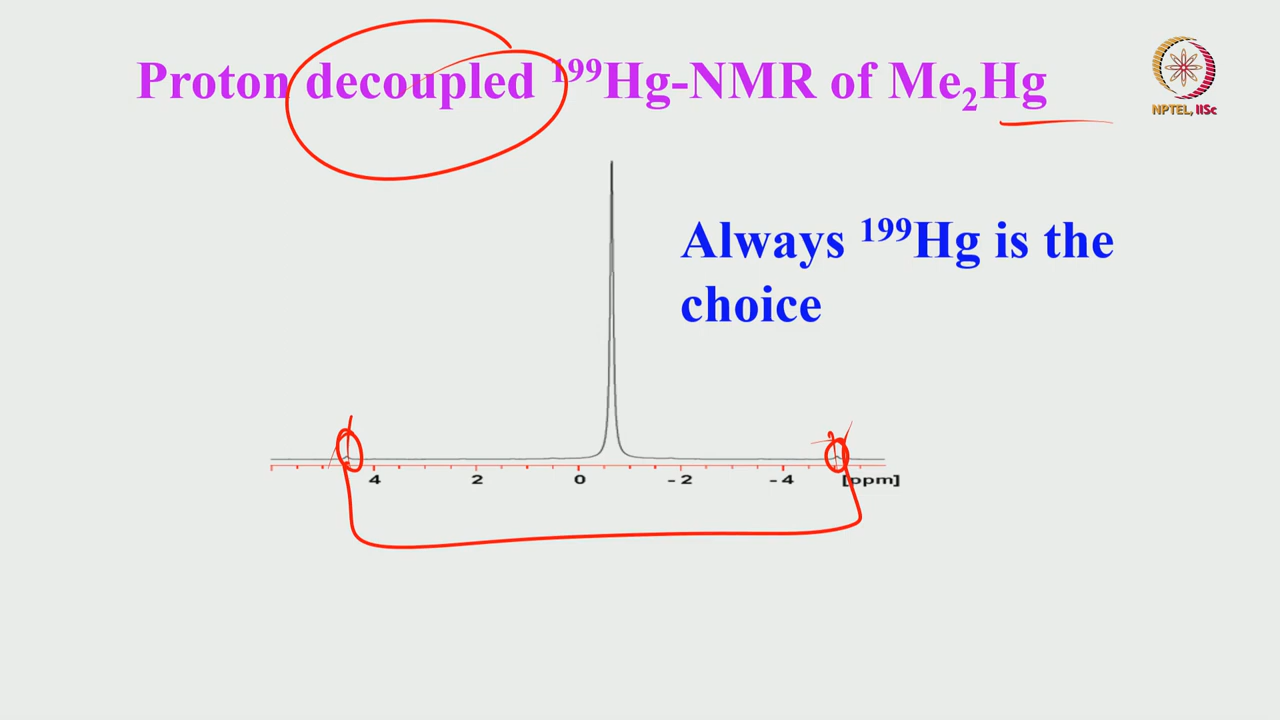 Proton decoupled ¹⁹⁹Hg-NMR of Me₂Hg
NPTEL, IISc
Always ¹⁹⁹Hg is the
choice
4 2 0 -2 -4 [ppm]